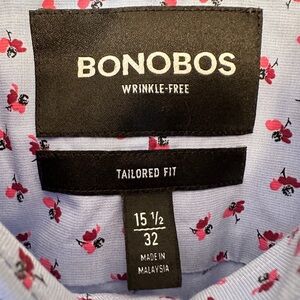 BONOBOS
WRINKLE-FREE
TAILORED FIT
15 1/2
32
MADE IN
MALAYSIA